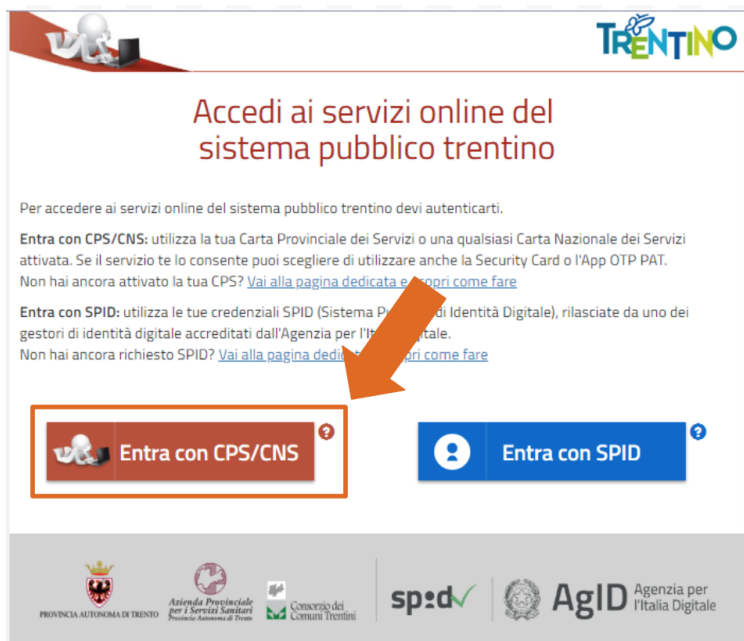 TRENTINO
Accedi ai servizi online del
sistema pubblico trentino
Per accedere ai servizi online del sistema pubblico trentino devi autenticarti.
Entra con CPS/CNS: utilizza la tua Carta Provinciale dei Servizi o una qualsiasi Carta Nazionale dei Servizi
attivata. Se il servizio te lo consente puoi scegliere di utilizzare anche la Security Card o l'App OTP PAT.
Non hai ancora attivato la tua CPS? Vai alla pagina dedicata e scopri come fare
Entra con SPID: utilizza le tue credenziali SPID (Sistema di Identità Digitale), rilasciate da uno dei
gestori di identità digitale accreditati dall'Agenzia per
Non hai ancora richiesto SPID? Vai alla pagina come fare
Entra con CPS/CNS ?
Entra con SPID ?
PROVINCIA AUTONOMA DI TRENTO
Azienda Provinciale
per i Servizi Sanitari
Provincia Autonoma di Trento
Consorzio dei
Comuni Trentini
spid
AgID
Agenzia per
l'Italia Digitale